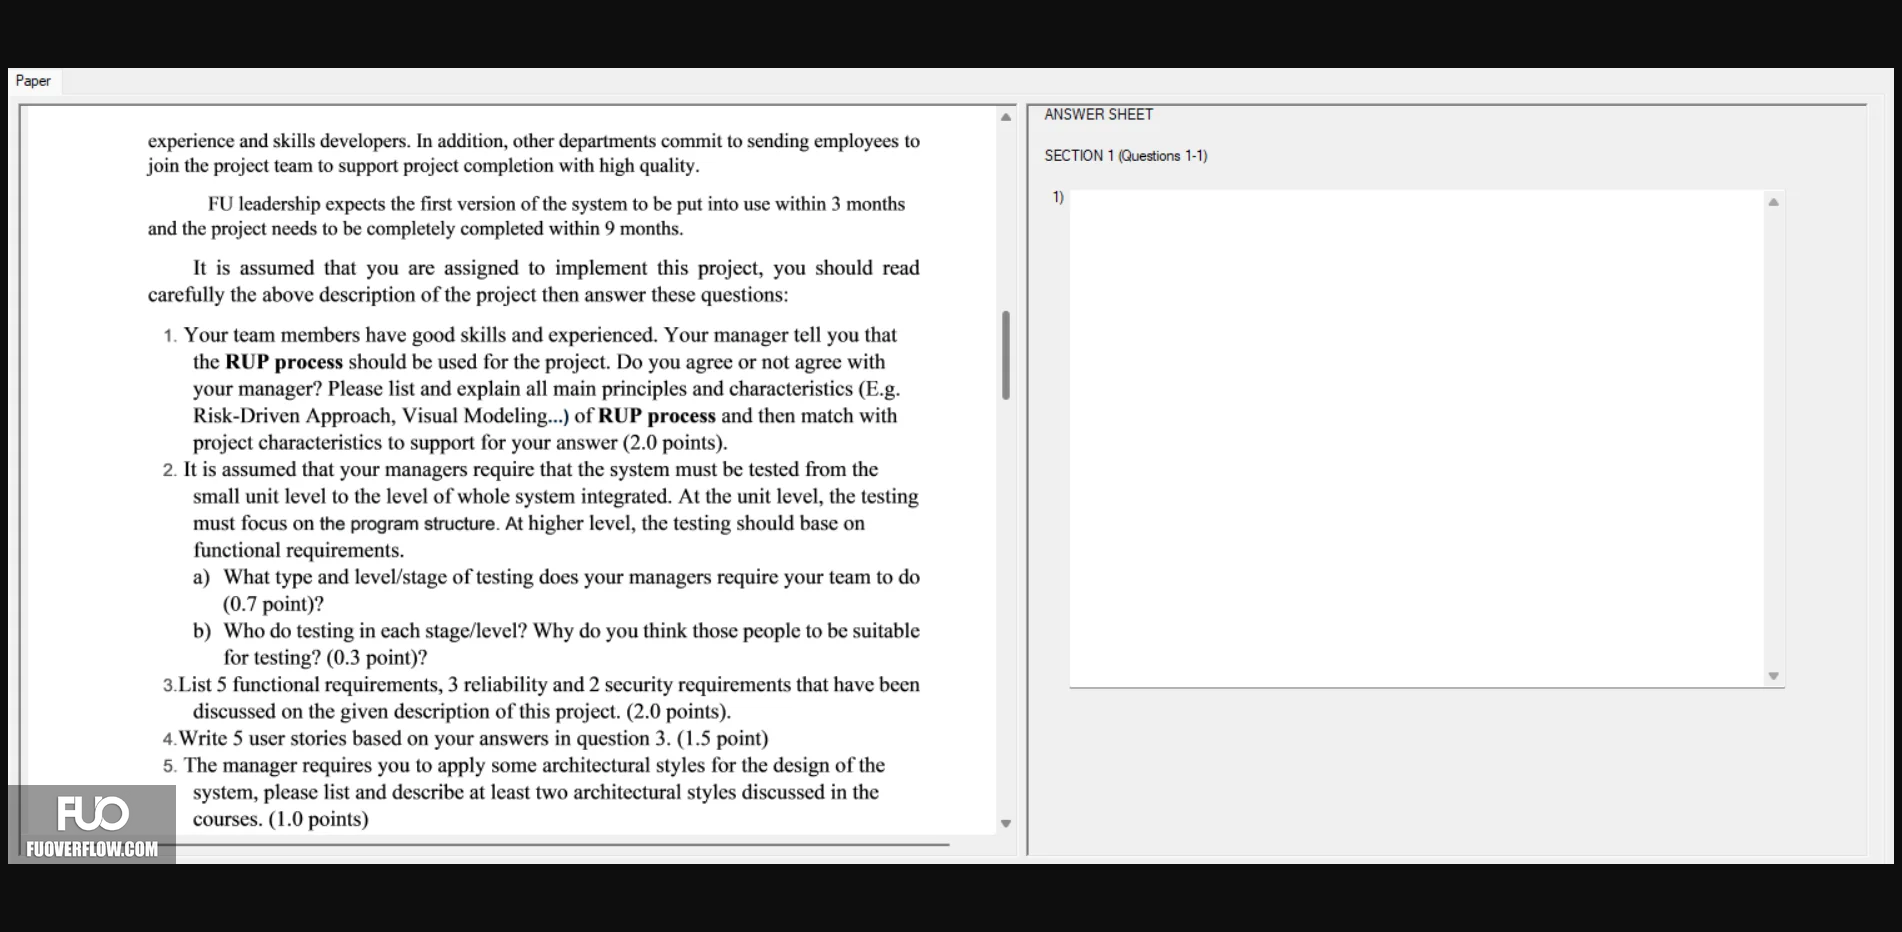 Paper
experience and skills developers. In addition, other departments commit to sending employees to
join the project team to support project completion with high quality.
FU leadership expects the first version of the system to be put into use within 3 months
and the project needs to be completely completed within 9 months.
It is assumed that you are assigned to implement this project, you should read
carefully the above description of the project then answer these questions:
1. Your team members have good skills and experienced. Your manager tell you that
the RUP process should be used for the project. Do you agree or not agree with
your manager? Please list and explain all main principles and characteristics (E.g.
Risk-Driven Approach, Visual Modeling...) of RUP process and then match with
project characteristics to support for your answer (2.0 points).
2. It is assumed that your managers require that the system must be tested from the
small unit level to the level of whole system integrated. At the unit level, the testing
must focus on the program structure. At higher level, the testing should base on
functional requirements.
a) What type and level/stage of testing does your managers require your team to do
(0.7 point)?
b) Who do testing in each stage/level? Why do you think those people to be suitable
for testing? (0.3 point)?
3.List 5 functional requirements, 3 reliability and 2 security requirements that have been
discussed on the given description of this project. (2.0 points).
4.Write 5 user stories based on your answers in question 3. (1.5 point)
5. The manager requires you to apply some architectural styles for the design of the
system, please list and describe at least two architectural styles discussed in the
courses. (1.0 points)
FUO
FUOVERFLOW.COM
ANSWER SHEET
SECTION 1 (Questions 1-1)
1)